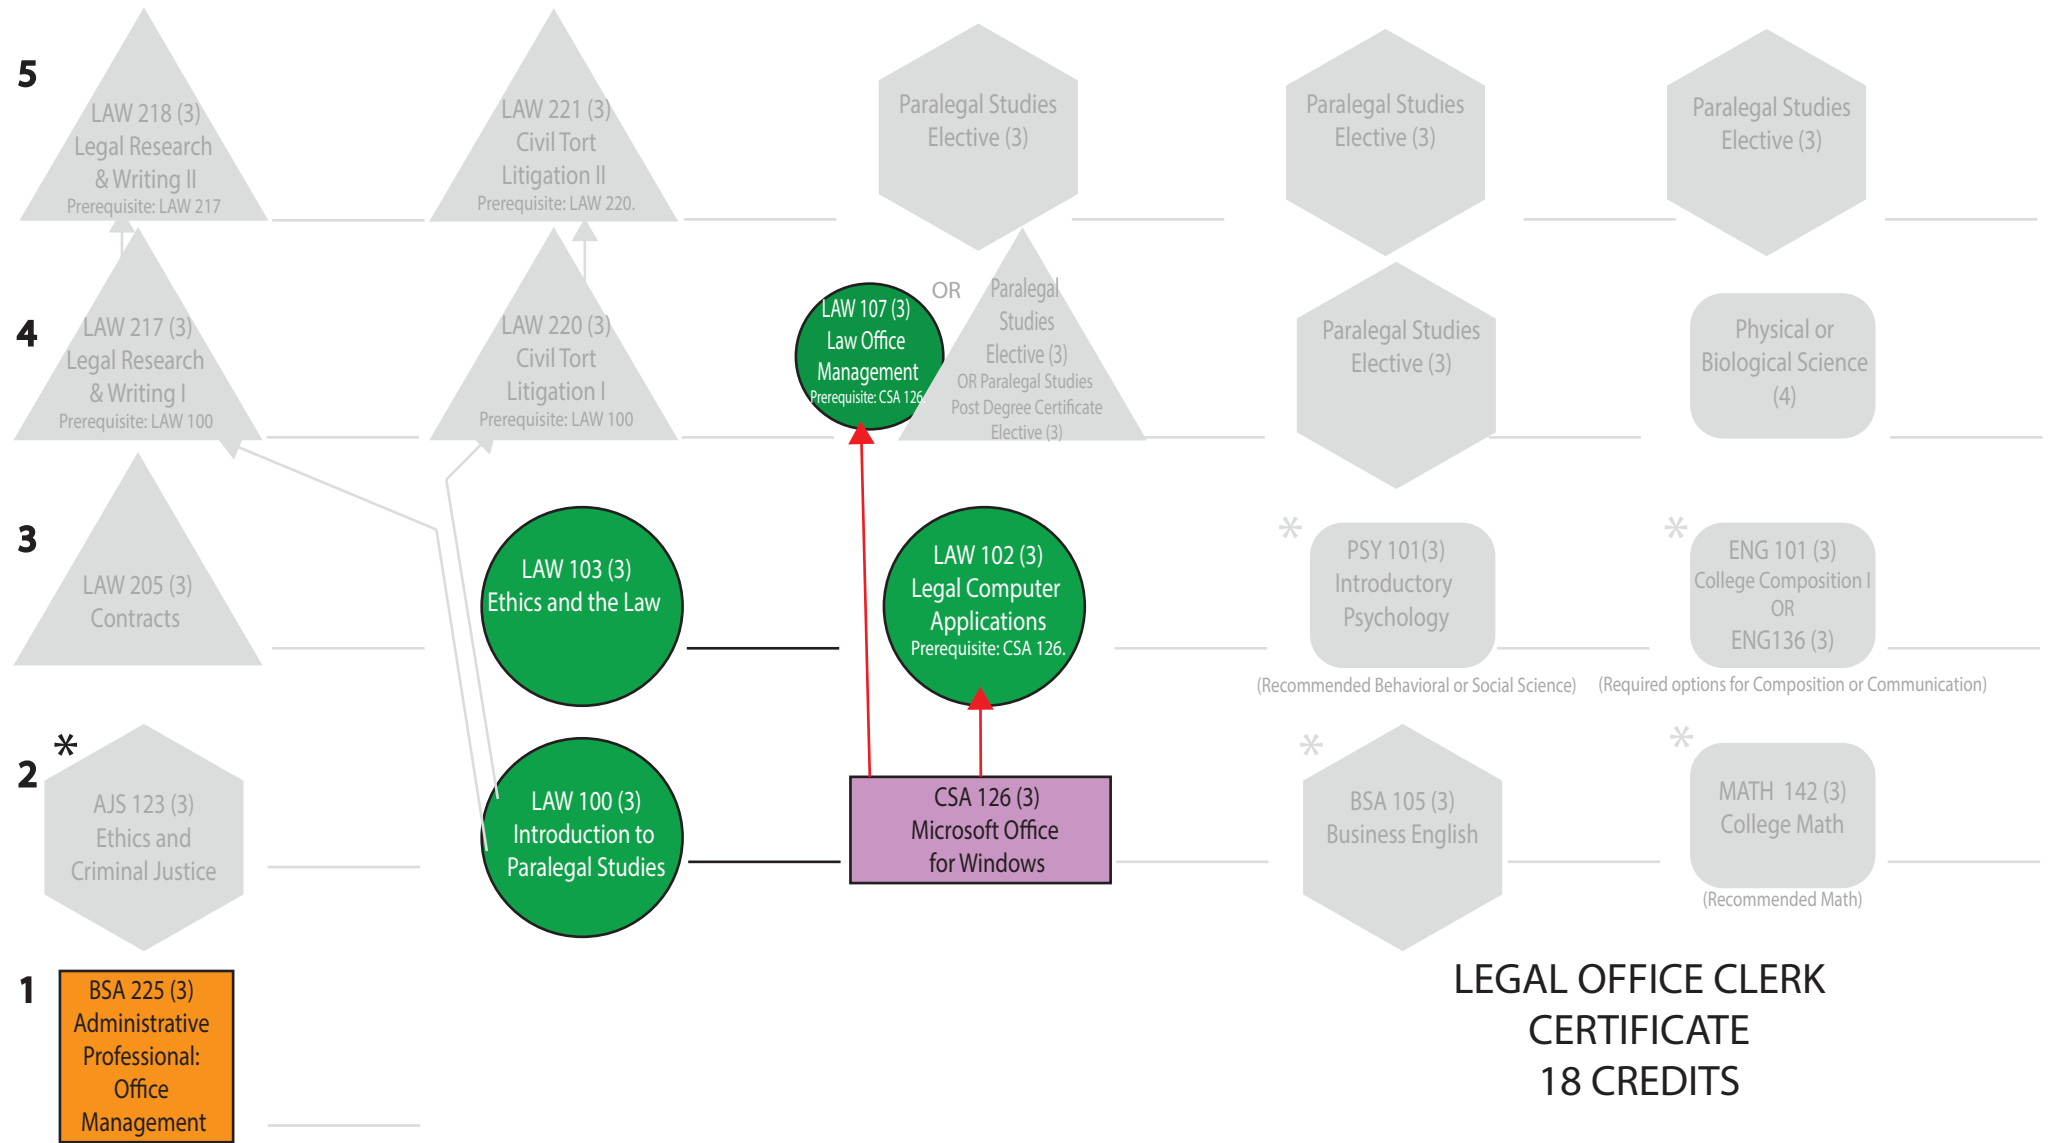 5
LAW 218 (3)
Legal Research
& Writing II
Prerequisite: LAW 217
LAW 221 (3)
Civil Tort
Litigation II
Prerequisite: LAW 220.
Paralegal Studies
Elective (3)
Paralegal Studies
Elective (3)
Paralegal Studies
Elective (3)
4
LAW 217 (3)
Legal Research
& Writing I
Prerequisite: LAW 100
LAW 220 (3)
Civil Tort
Litigation I
Prerequisite: LAW 100
LAW 107 (3)
Law Office
Management
Prerequisite: CSA 126.
OR
Paralegal
Studies
Elective (3)
OR Paralegal Studies
Post Degree Certificate
Elective (3)
Paralegal Studies
Elective (3)
Physical or
Biological Science
(4)
3
LAW 205 (3)
Contracts
LAW 103 (3)
Ethics and the Law
LAW 102 (3)
Legal Computer
Applications
Prerequisite: CSA 126.
*
PSY 101(3)
Introductory
Psychology
(Recommended Behavioral or Social Science)
*
ENG 101 (3)
College Composition I
OR
ENG136 (3)
(Required options for Composition or Communication)
2
*
AJS 123 (3)
Ethics and
Criminal Justice
LAW 100 (3)
Introduction to
Paralegal Studies
CSA 126 (3)
Microsoft Office
for Windows
*
BSA 105 (3)
Business English
*
MATH 142 (3)
College Math
(Recommended Math)
1
BSA 225 (3)
Administrative
Professional:
Office
Management
LEGAL OFFICE CLERK
CERTIFICATE
18 CREDITS